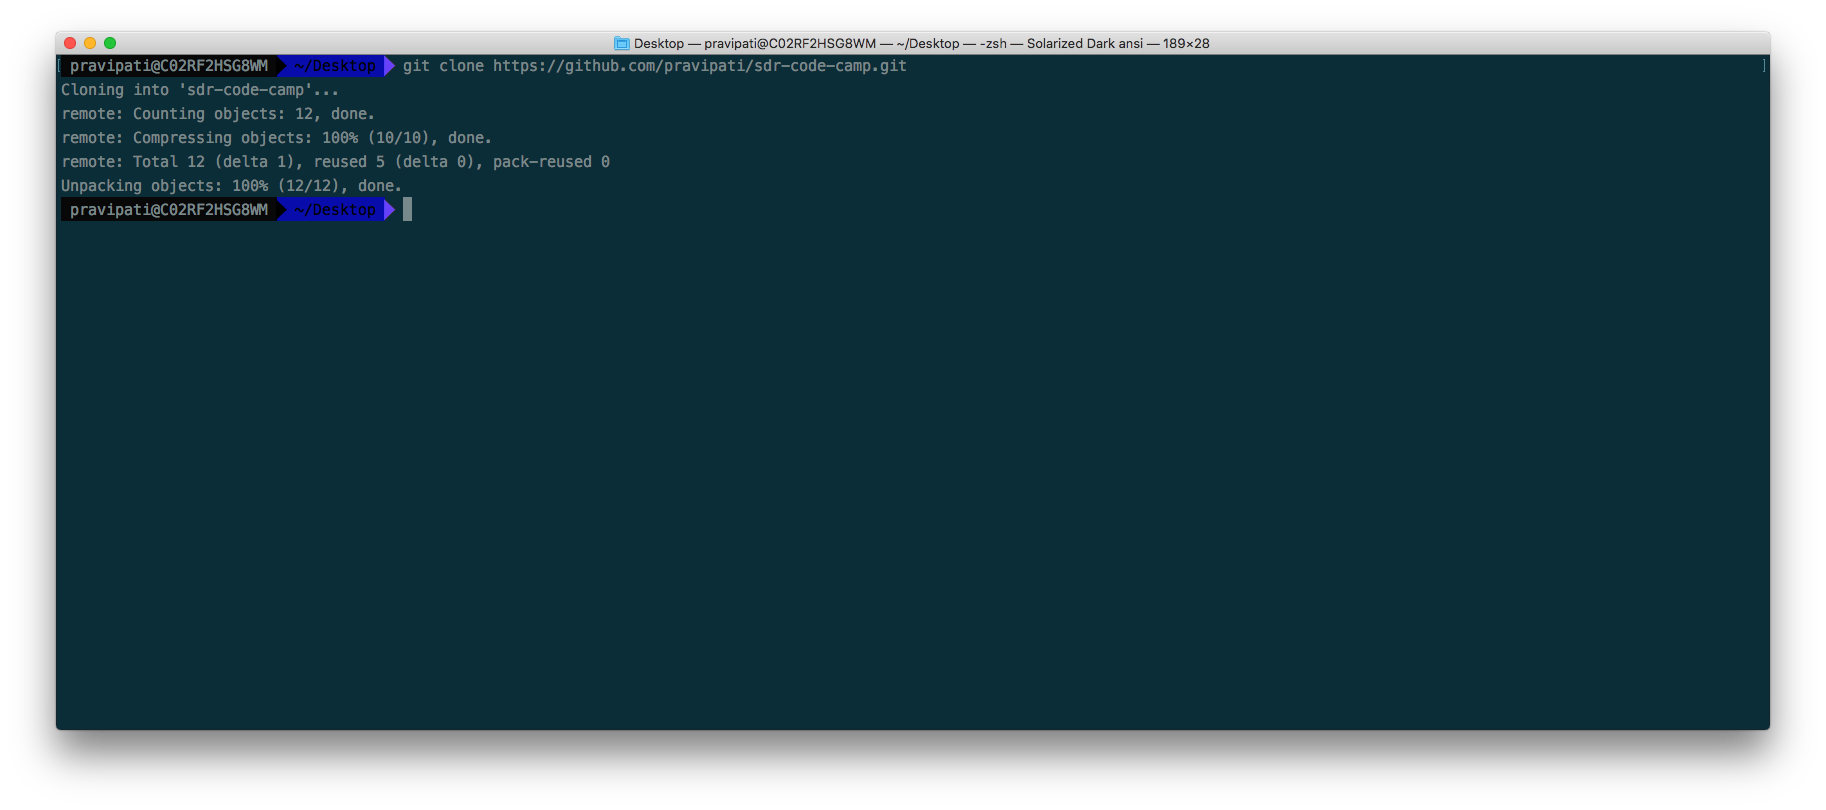 Desktop — pravipati@C02RF2HSG8WM — ~/Desktop — -zsh — Solarized Dark ansi — 189×28
pravipati@C02RF2HSG8WM ~/Desktop git clone https://github.com/pravipati/sdr-code-camp.git
Cloning into 'sdr-code-camp'...
remote: Counting objects: 12, done.
remote: Compressing objects: 100% (10/10), done.
remote: Total 12 (delta 1), reused 5 (delta 0), pack-reused 0
Unpacking objects: 100% (12/12), done.
pravipati@C02RF2HSG8WM ~/Desktop